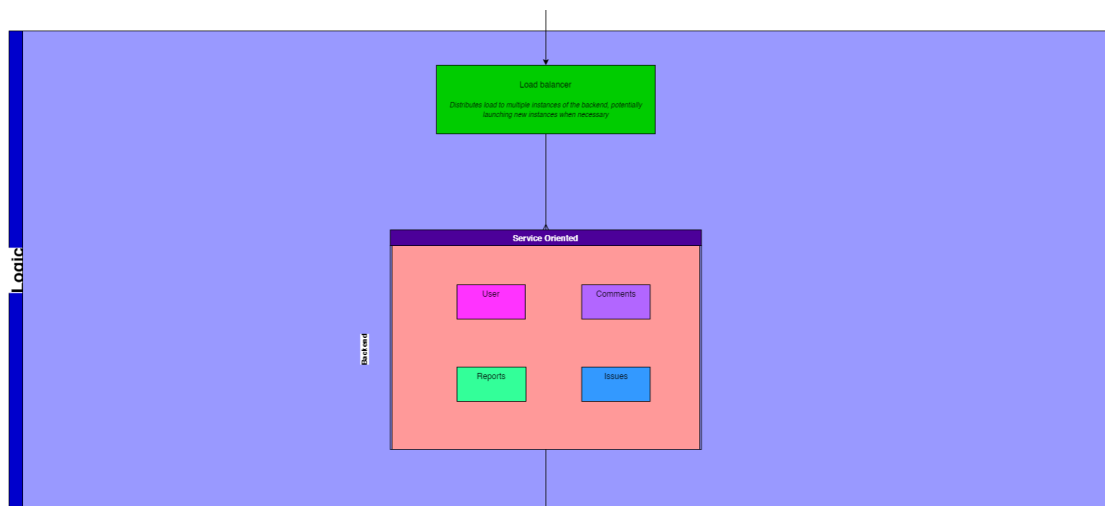 Load balancer
Distributes load to multiple instances of the backend, potentially
launching new instances when necessary
Logic
Service Oriented
User
Comments
Backend
Reports
Issues